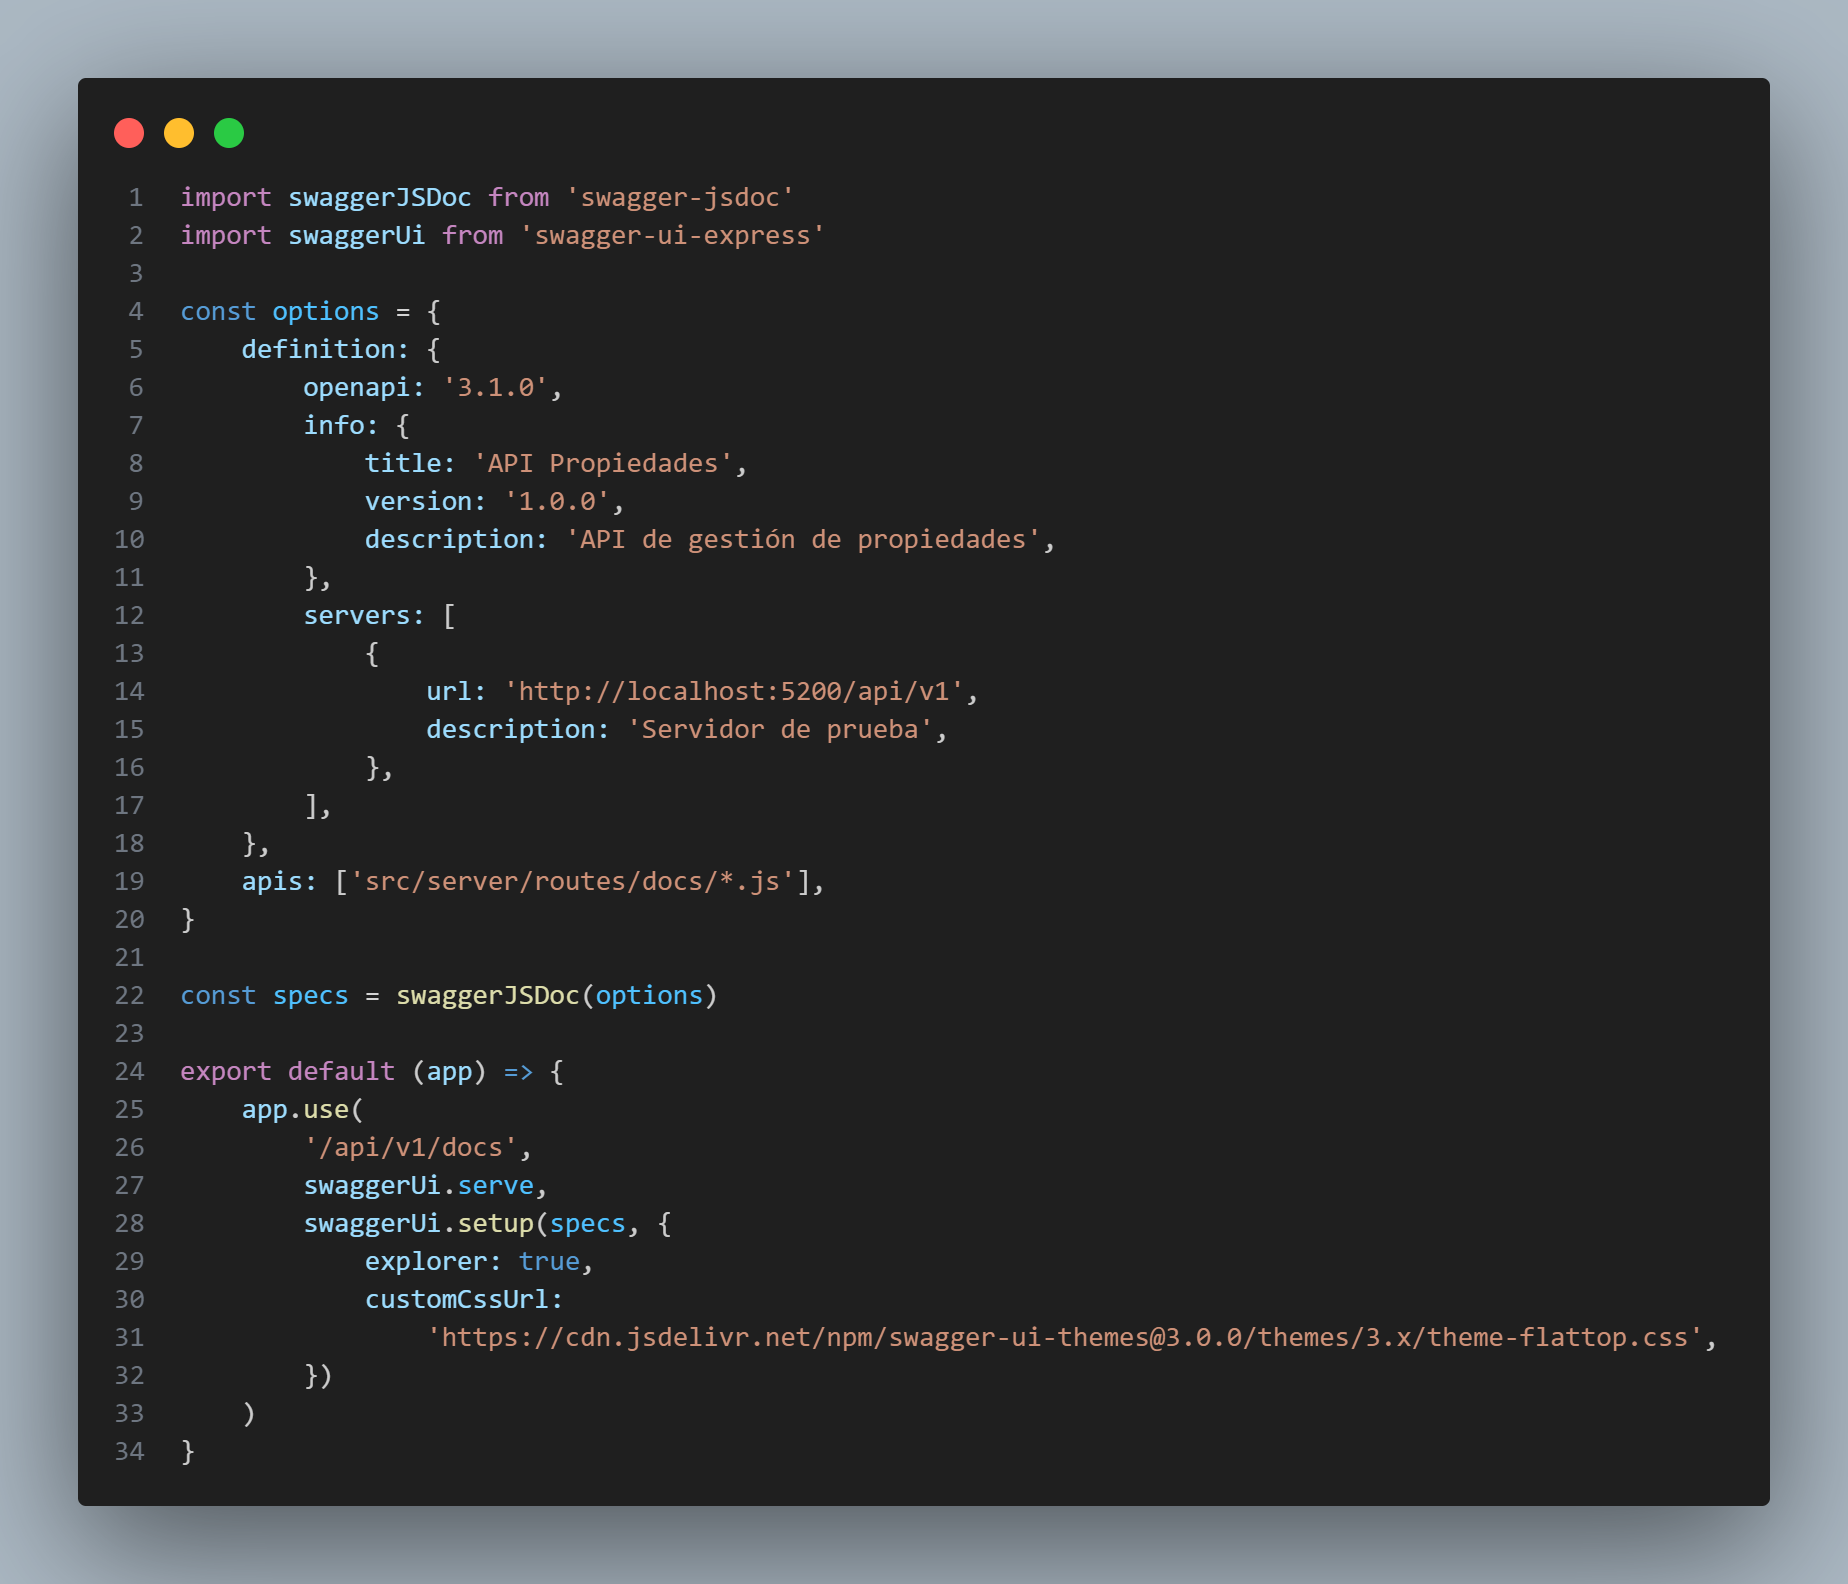 1 import swaggerJSDoc from 'swagger-jsdoc'
2 import swaggerUi from 'swagger-ui-express'
3
4 const options = {
5     definition: {
6         openapi: '3.1.0',
7         info: {
8             title: 'API Propiedades',
9             version: '1.0.0',
10             description: 'API de gestión de propiedades',
11         },
12         servers: [
13             {
14                 url: 'http://localhost:5200/api/v1',
15                 description: 'Servidor de prueba',
16             },
17         ],
18     },
19     apis: ['src/server/routes/docs/*.js'],
20 }
21
22 const specs = swaggerJSDoc(options)
23
24 export default (app) => {
25     app.use(
26         '/api/v1/docs',
27         swaggerUi.serve,
28         swaggerUi.setup(specs, {
29             explorer: true,
30             customCssUrl:
31                 'https://cdn.jsdelivr.net/npm/swagger-ui-themes@3.0.0/themes/3.x/theme-flattop.css',
32         })
33     )
34 }